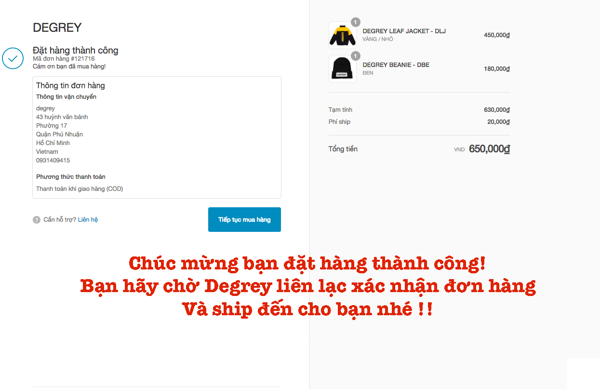 DEGREY
Đặt hàng thành công
Mã đơn hàng #121716
Cám ơn bạn đã mua hàng!
Thông tin đơn hàng
Thông tin vận chuyển
degrey
43 huỳnh văn bánh
Phường 17
Quận Phú Nhuận
Hồ Chí Minh
Vietnam
0931409415
Phương thức thanh toán
Thanh toán khi giao hàng (COD)
? Cần hỗ trợ? Liên hệ
Tiếp tục mua hàng
1
DEGREY LEAF JACKET - DLJ
450,000₫
VÀNG / NHỎ
1
DEGREY BEANIE - DBE
180,000₫
ĐEN
Tạm tính 630,000₫
Phí ship 20,000₫
Tổng tiền VND 650,000₫
Chúc mừng bạn đặt hàng thành công!
Bạn hãy chờ Degrey liên lạc xác nhận đơn hàng
Và ship đến cho bạn nhé !!